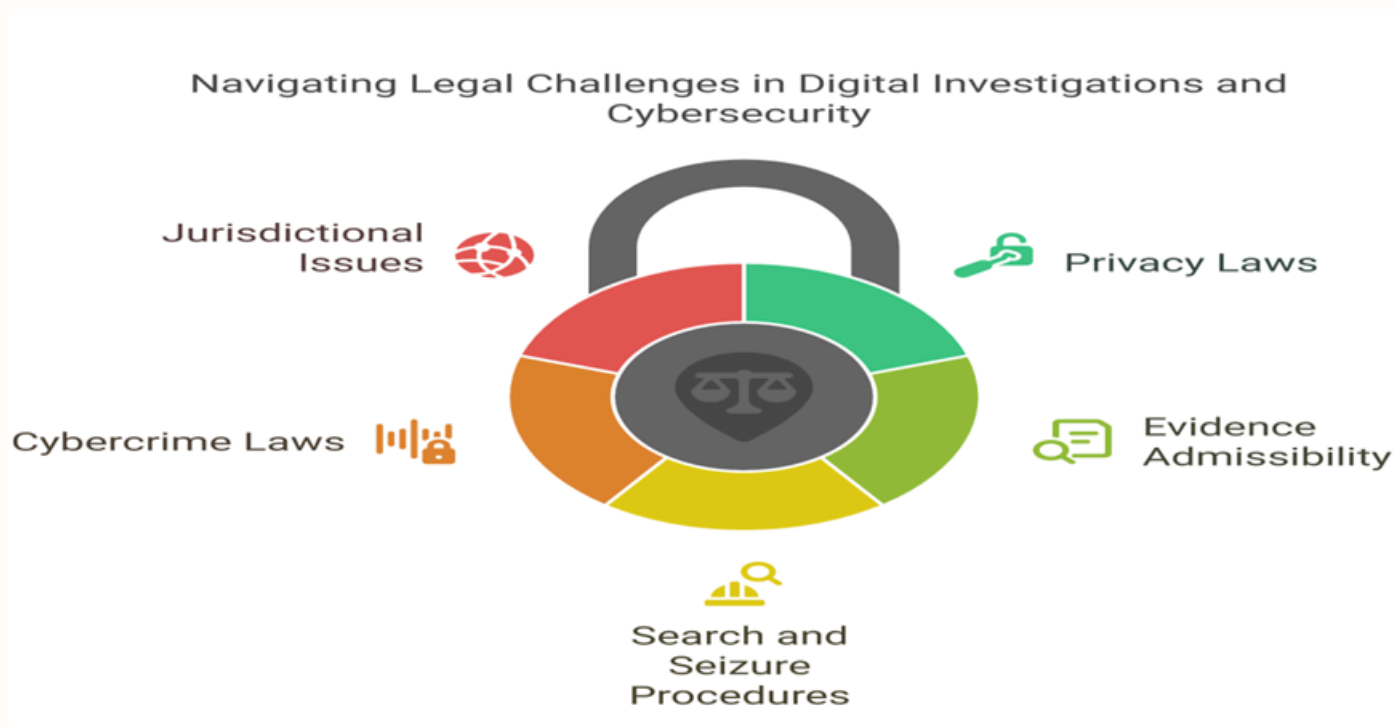 Navigating Legal Challenges in Digital Investigations and
Cybersecurity
Jurisdictional
Issues
Privacy Laws
Cybercrime Laws
Evidence
Admissibility
Search and
Seizure
Procedures